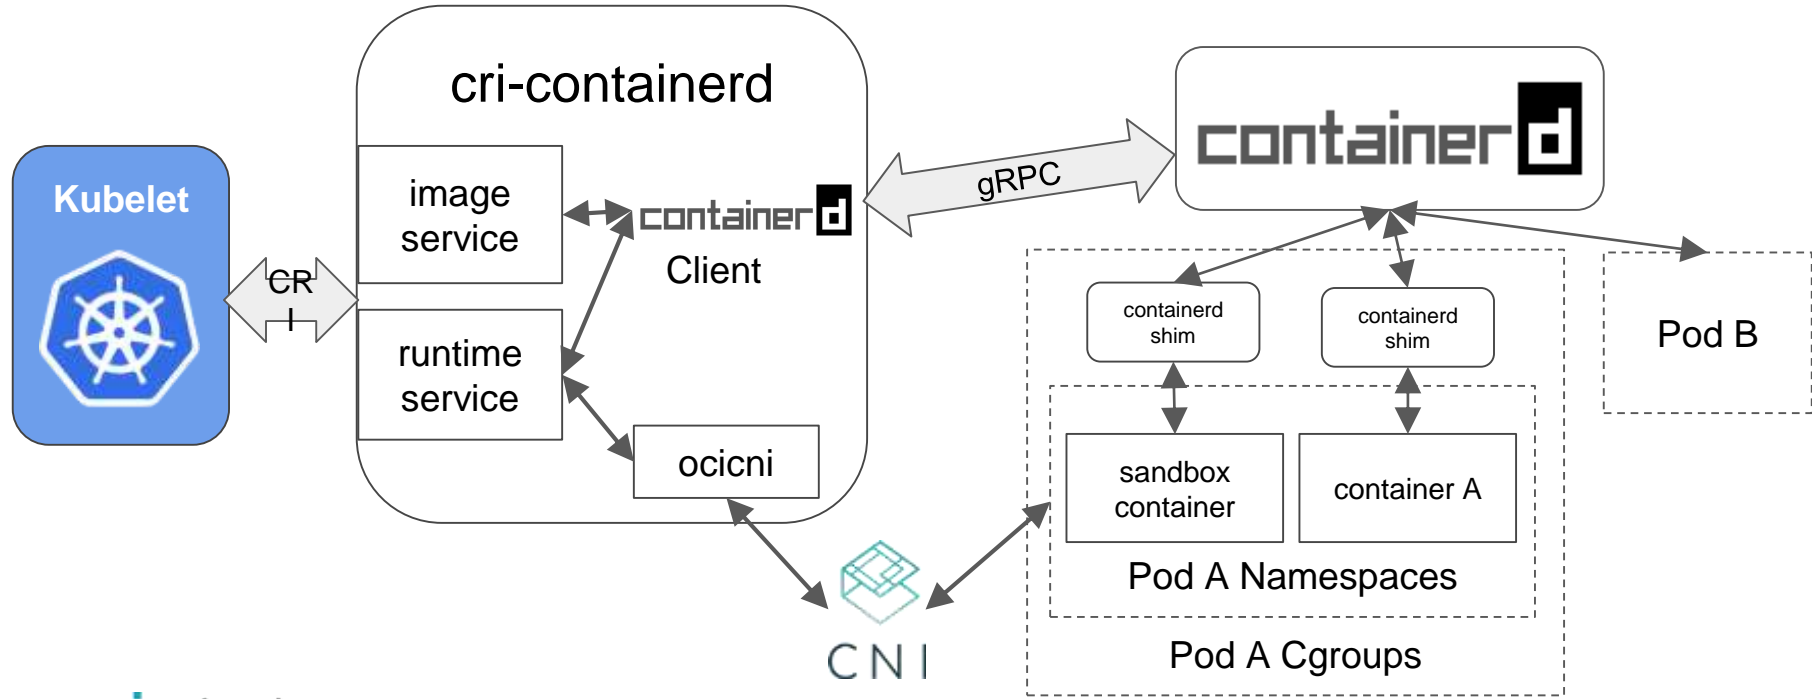 cri-containerd
Kubelet
CR
I
image
service
containerd
Client
runtime
service
ocicni
gRPC
containerd
containerd
shim
containerd
shim
Pod B
sandbox
container
container A
Pod A Namespaces
Pod A Cgroups
CNI